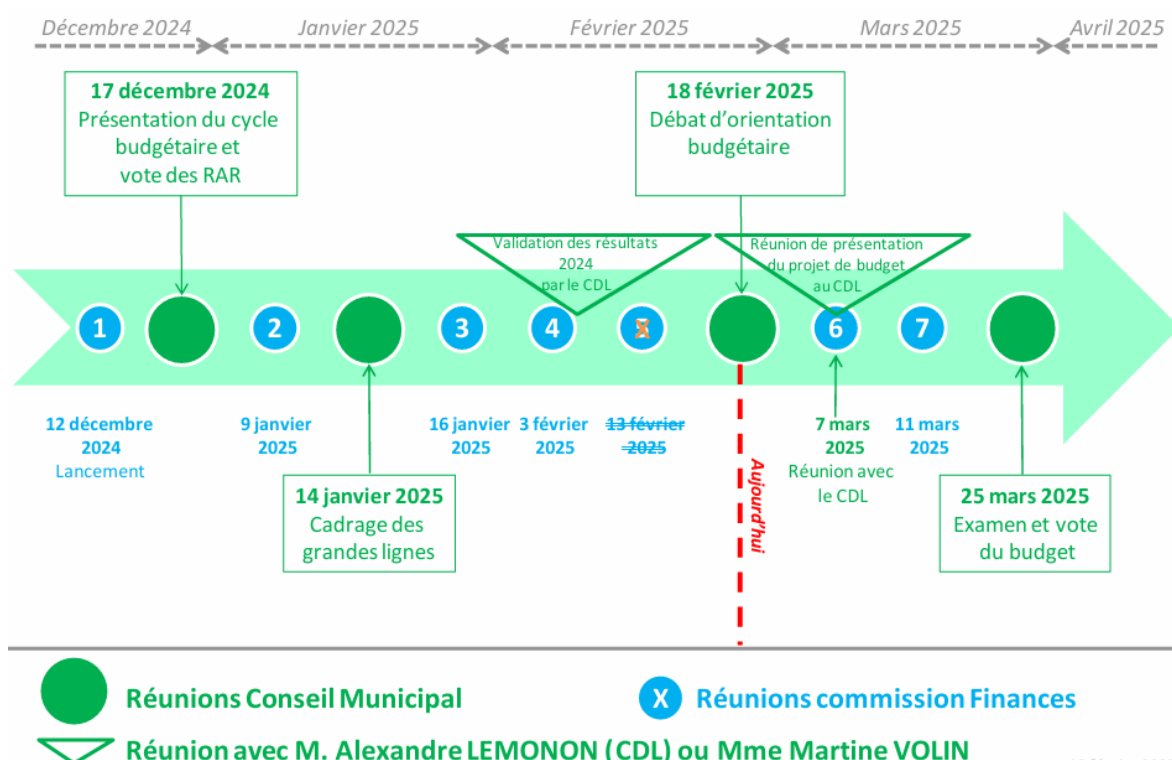 Décembre 2024
Janvier 2025
Février 2025
Mars 2025
Avril 2025
17 décembre 2024
Présentation du cycle
budgétaire et
vote des RAR
18 février 2025
Débat d'orientation
budgétaire
Validation des résultats
2024
par le CDL
Réunion de présentation
du projet de budget
au CDL
1
2
3
4
X
6
7
12 décembre
2024
Lancement
9 janvier
2025
16 janvier
2025
3 février
2025
13 février
2025
7 mars
2025
Réunion avec
le CDL
11 mars
2025
Aujourd'hui
14 janvier 2025
Cadrage des
grandes lignes
25 mars 2025
Examen et vote
du budget
Réunions Conseil Municipal
X
Réunions commission Finances
Réunion avec M. Alexandre LEMONON (CDL) ou Mme Martine VOLIN